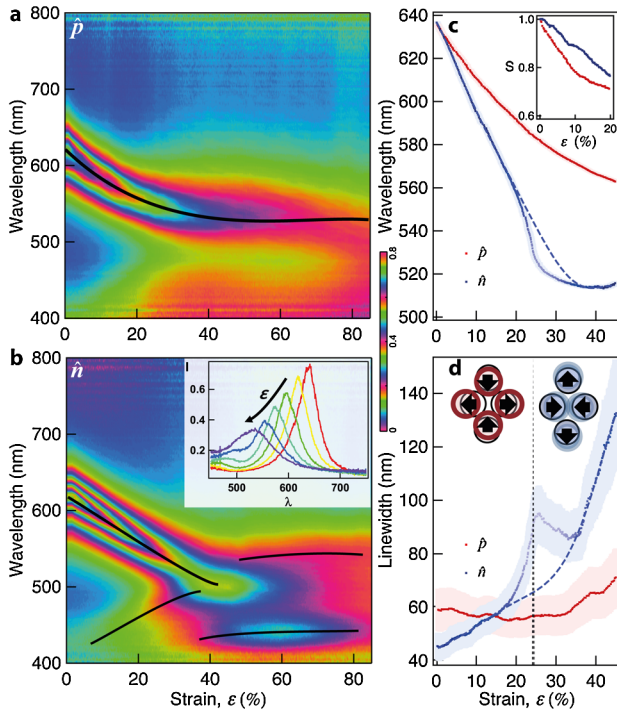 a
p̂
Wavelength (nm)
800
700
600
500
400
0 20 40 60 80
0.8
0.4
0
b
n̂
Wavelength (nm)
800
700
600
500
400
0 20 40 60 80
Strain, ε (%)
I
0.6
0.4
0.2
ε
500 600 700
λ
c
Wavelength (nm)
640
620
600
580
560
540
520
500
0 10 20 30 40
p̂
n̂
S
1.0
0.8
0.6
0 10 20
ε (%)
d
Linewidth (nm)
140
120
100
80
60
40
0 10 20 30 40
Strain, ε (%)
p̂
n̂